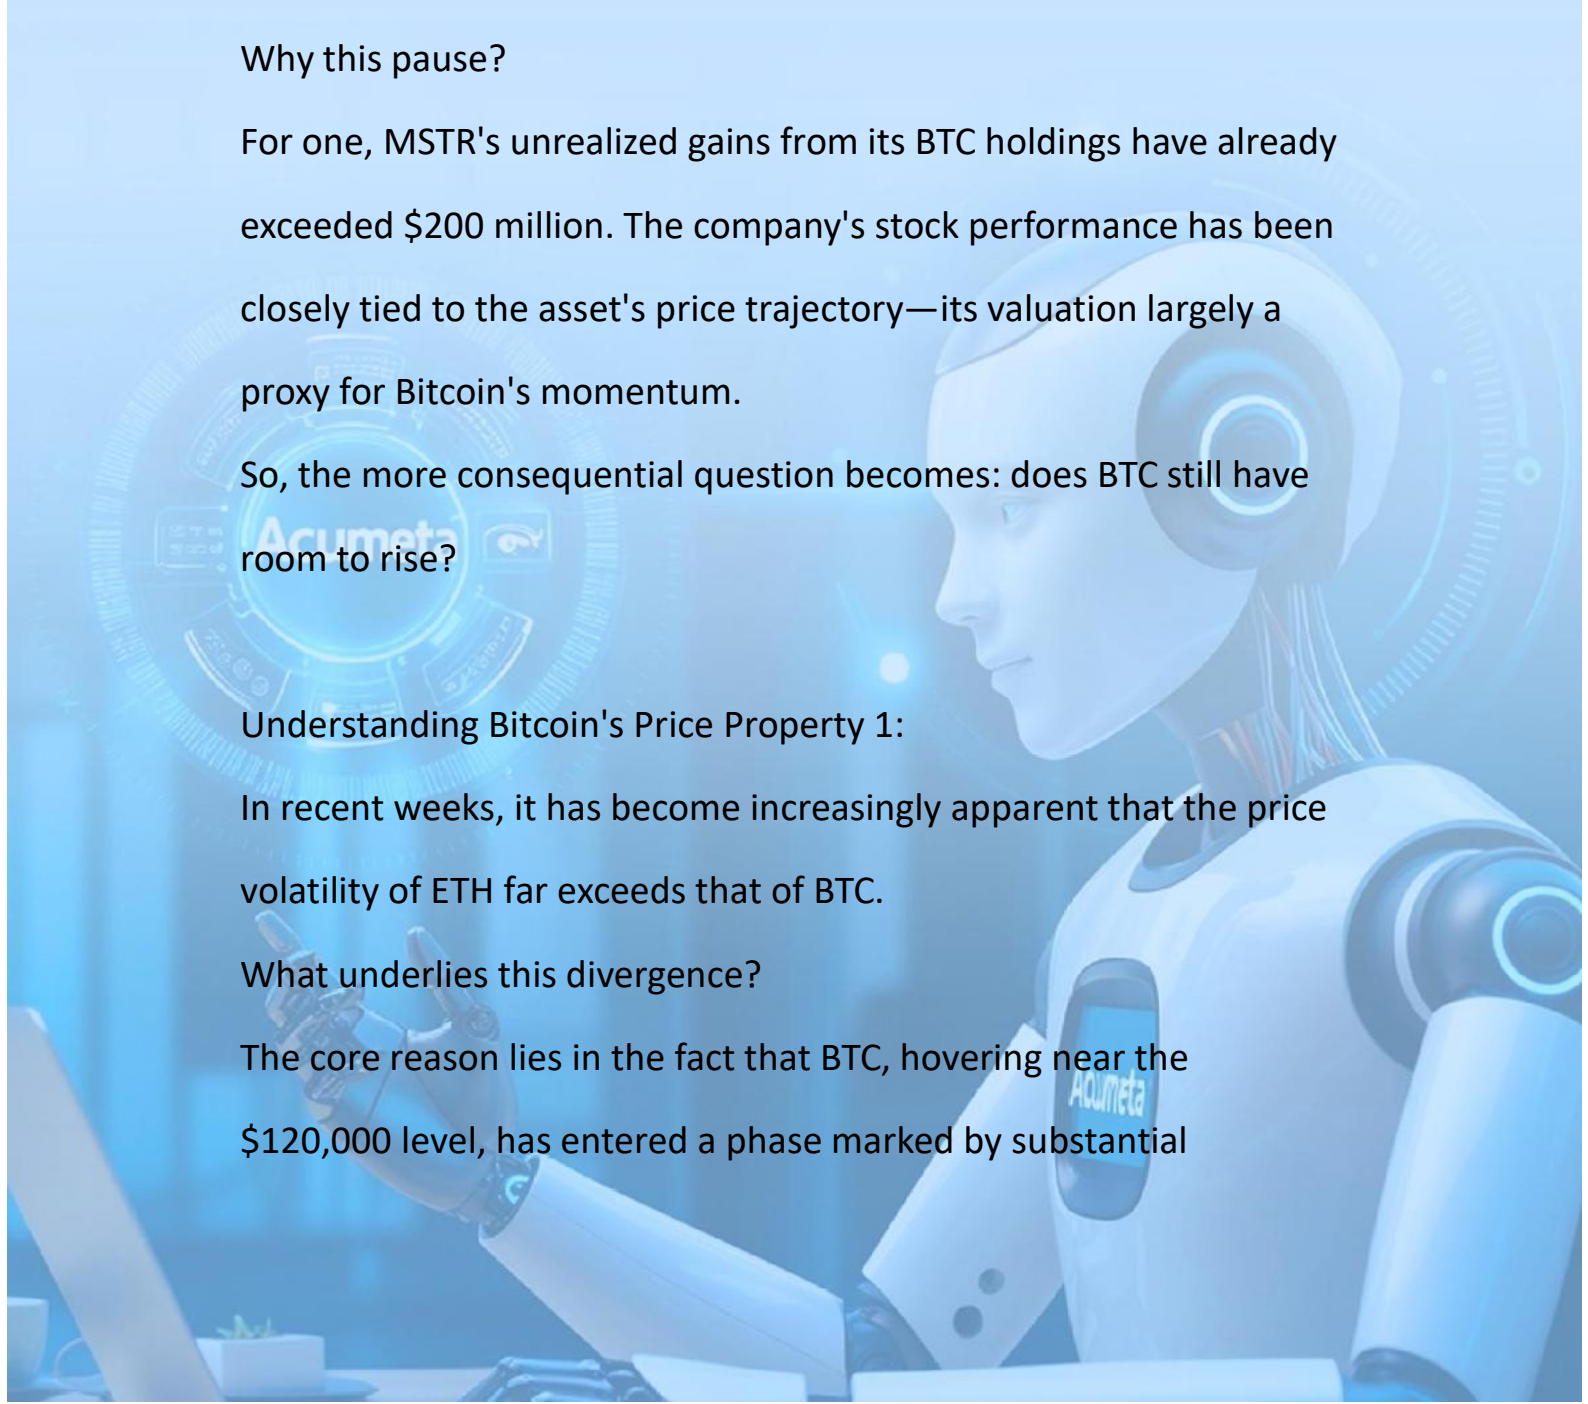 Why this pause?
For one, MSTR's unrealized gains from its BTC holdings have already
exceeded $200 million. The company's stock performance has been
closely tied to the asset's price trajectory—its valuation largely a
proxy for Bitcoin's momentum.
So, the more consequential question becomes: does BTC still have
room to rise?
Acumeta
Understanding Bitcoin's Price Property 1:
In recent weeks, it has become increasingly apparent that the price
volatility of ETH far exceeds that of BTC.
What underlies this divergence?
The core reason lies in the fact that BTC, hovering near the
$120,000 level, has entered a phase marked by substantial
Acumeta